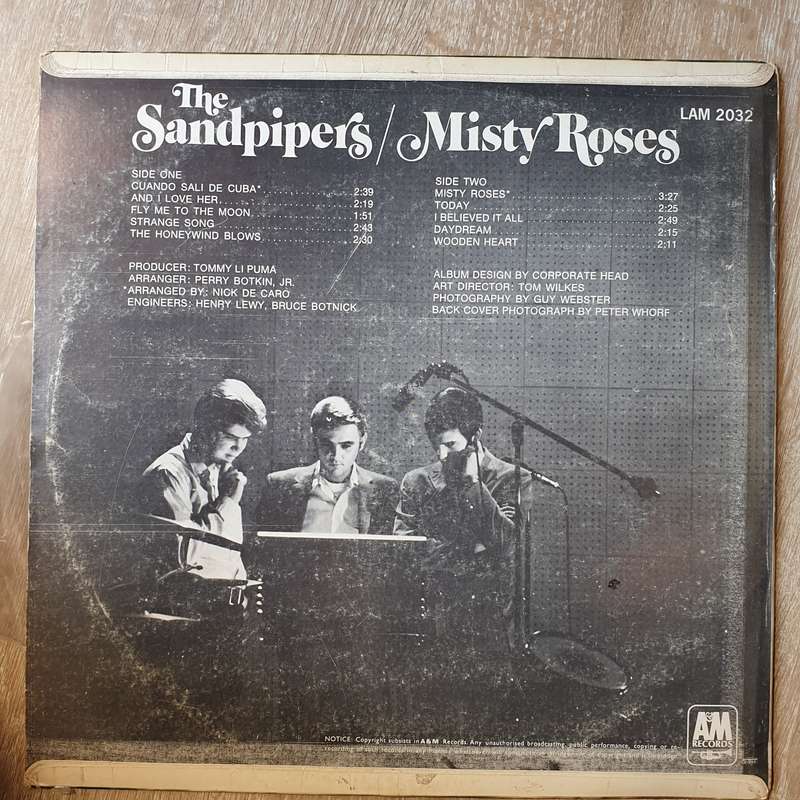 The
Sandpipers/Misty Roses
LAM 2032
SIDE ONE
CUANDO SALI DE CUBA* 2:39
AND I LOVE HER 2:19
FLY ME TO THE MOON 1:51
STRANGE SONG 2:43
THE HONEYWIND BLOWS 2:30
SIDE TWO
MISTY ROSES* 3:27
TODAY 2:25
I BELIEVED IT ALL 2:49
DAYDREAM 2:15
WOODEN HEART 2:11
PRODUCER: TOMMY LI PUMA
ARRANGER: PERRY BOTKIN, JR.
*ARRANGED BY: NICK DE CARO
ENGINEERS: HENRY LEWY, BRUCE BOTNICK
ALBUM DESIGN BY CORPORATE HEAD
ART DIRECTOR: TOM WILKES
PHOTOGRAPHY BY GUY WEBSTER
BACK COVER PHOTOGRAPH BY PETER WHORF
NOTICE: Copyright subsists in A&M Records. Any unauthorised broadcasting, public performance, copying or re-
recording of such records
A&M
RECORDS